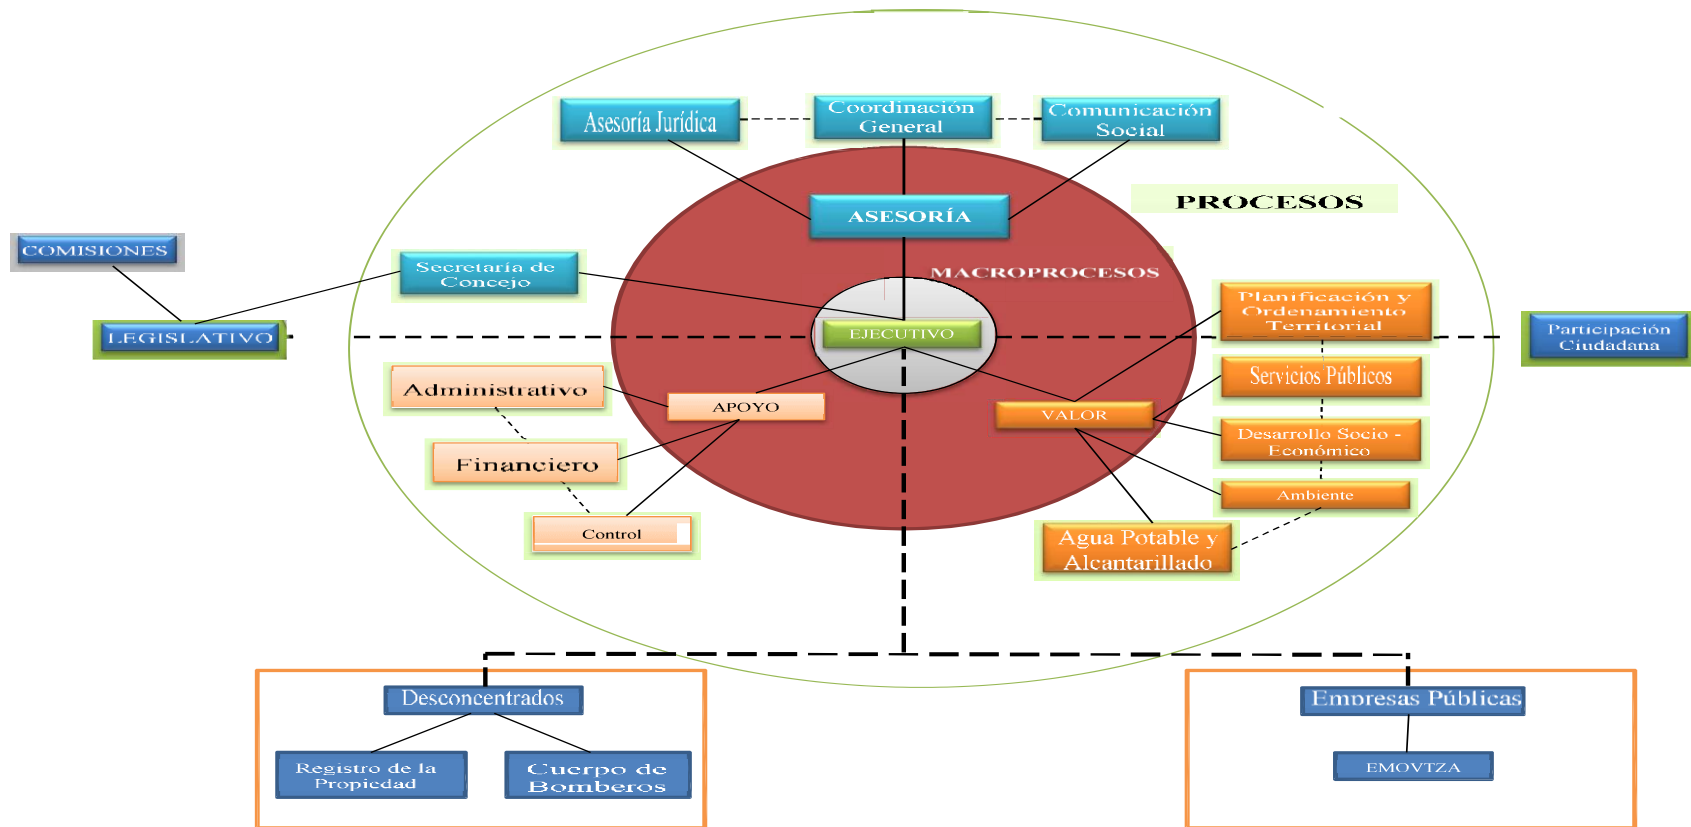 Asesoría Jurídica
Coordinación
General
Comunicación
Social
PROCESOS
ASESORÍA
COMISIONES
Secretaría de
Concejo
MACROPROCESOS
LEGISLATIVO
EJECUTIVO
Planificación y
Ordenamiento
Territorial
Participación
Ciudadana
Administrativo
APOYO
VALOR
Servicios Públicos
Financiero
Desarrollo Socio -
Económico
Control
Ambiente
Agua Potable y
Alcantarillado
Desconcentrados
Registro de la
Propiedad
Cuerpo de
Bomberos
Empresas Públicas
EMOVTZA